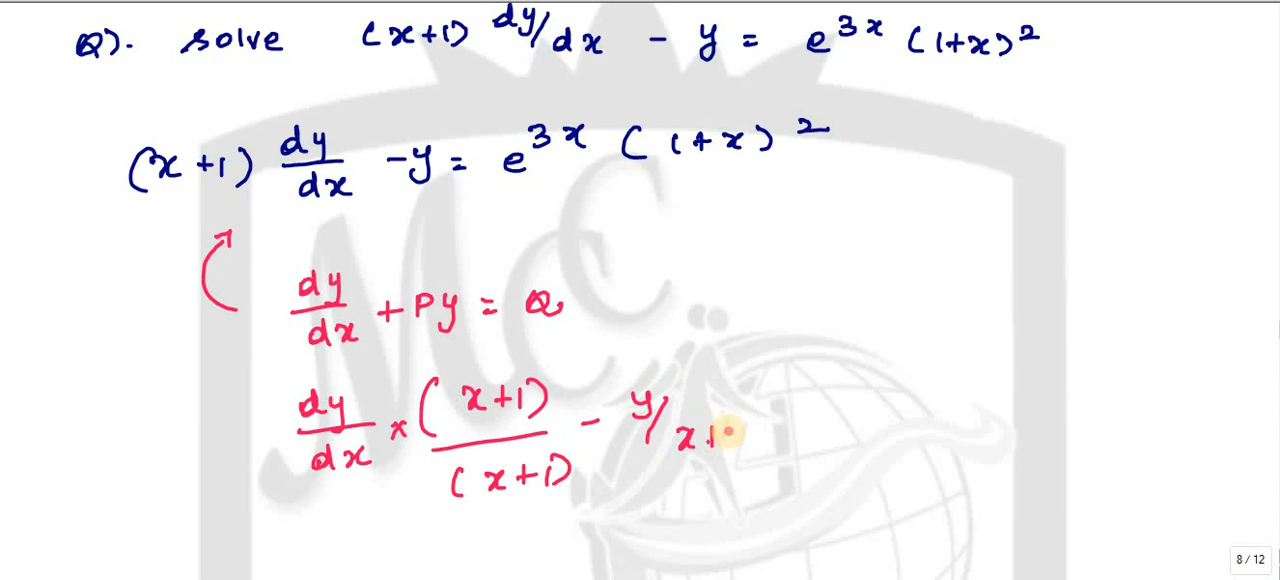 Q). solve (x+1) dy/dx - y = e^3x (1+x)^2
(x+1) dy/dx - y = e^3x (1+x)^2
dy/dx + Py = Q
dy/dx × (x+1)/(x+1) - y/x+
MCC
8 / 12